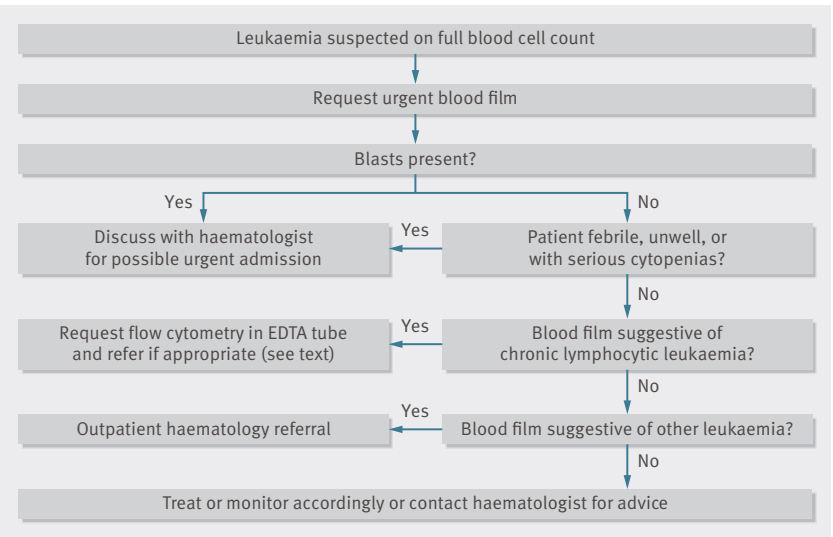 Leukaemia suspected on full blood cell count
Request urgent blood film
Blasts present?
Yes
No
Discuss with haematologist
for possible urgent admission
Yes
Patient febrile, unwell, or
with serious cytopenias?
No
Request flow cytometry in EDTA tube
and refer if appropriate (see text)
Yes
Blood film suggestive of
chronic lymphocytic leukaemia?
No
Outpatient haematology referral
Yes
Blood film suggestive of other leukaemia?
No
Treat or monitor accordingly or contact haematologist for advice